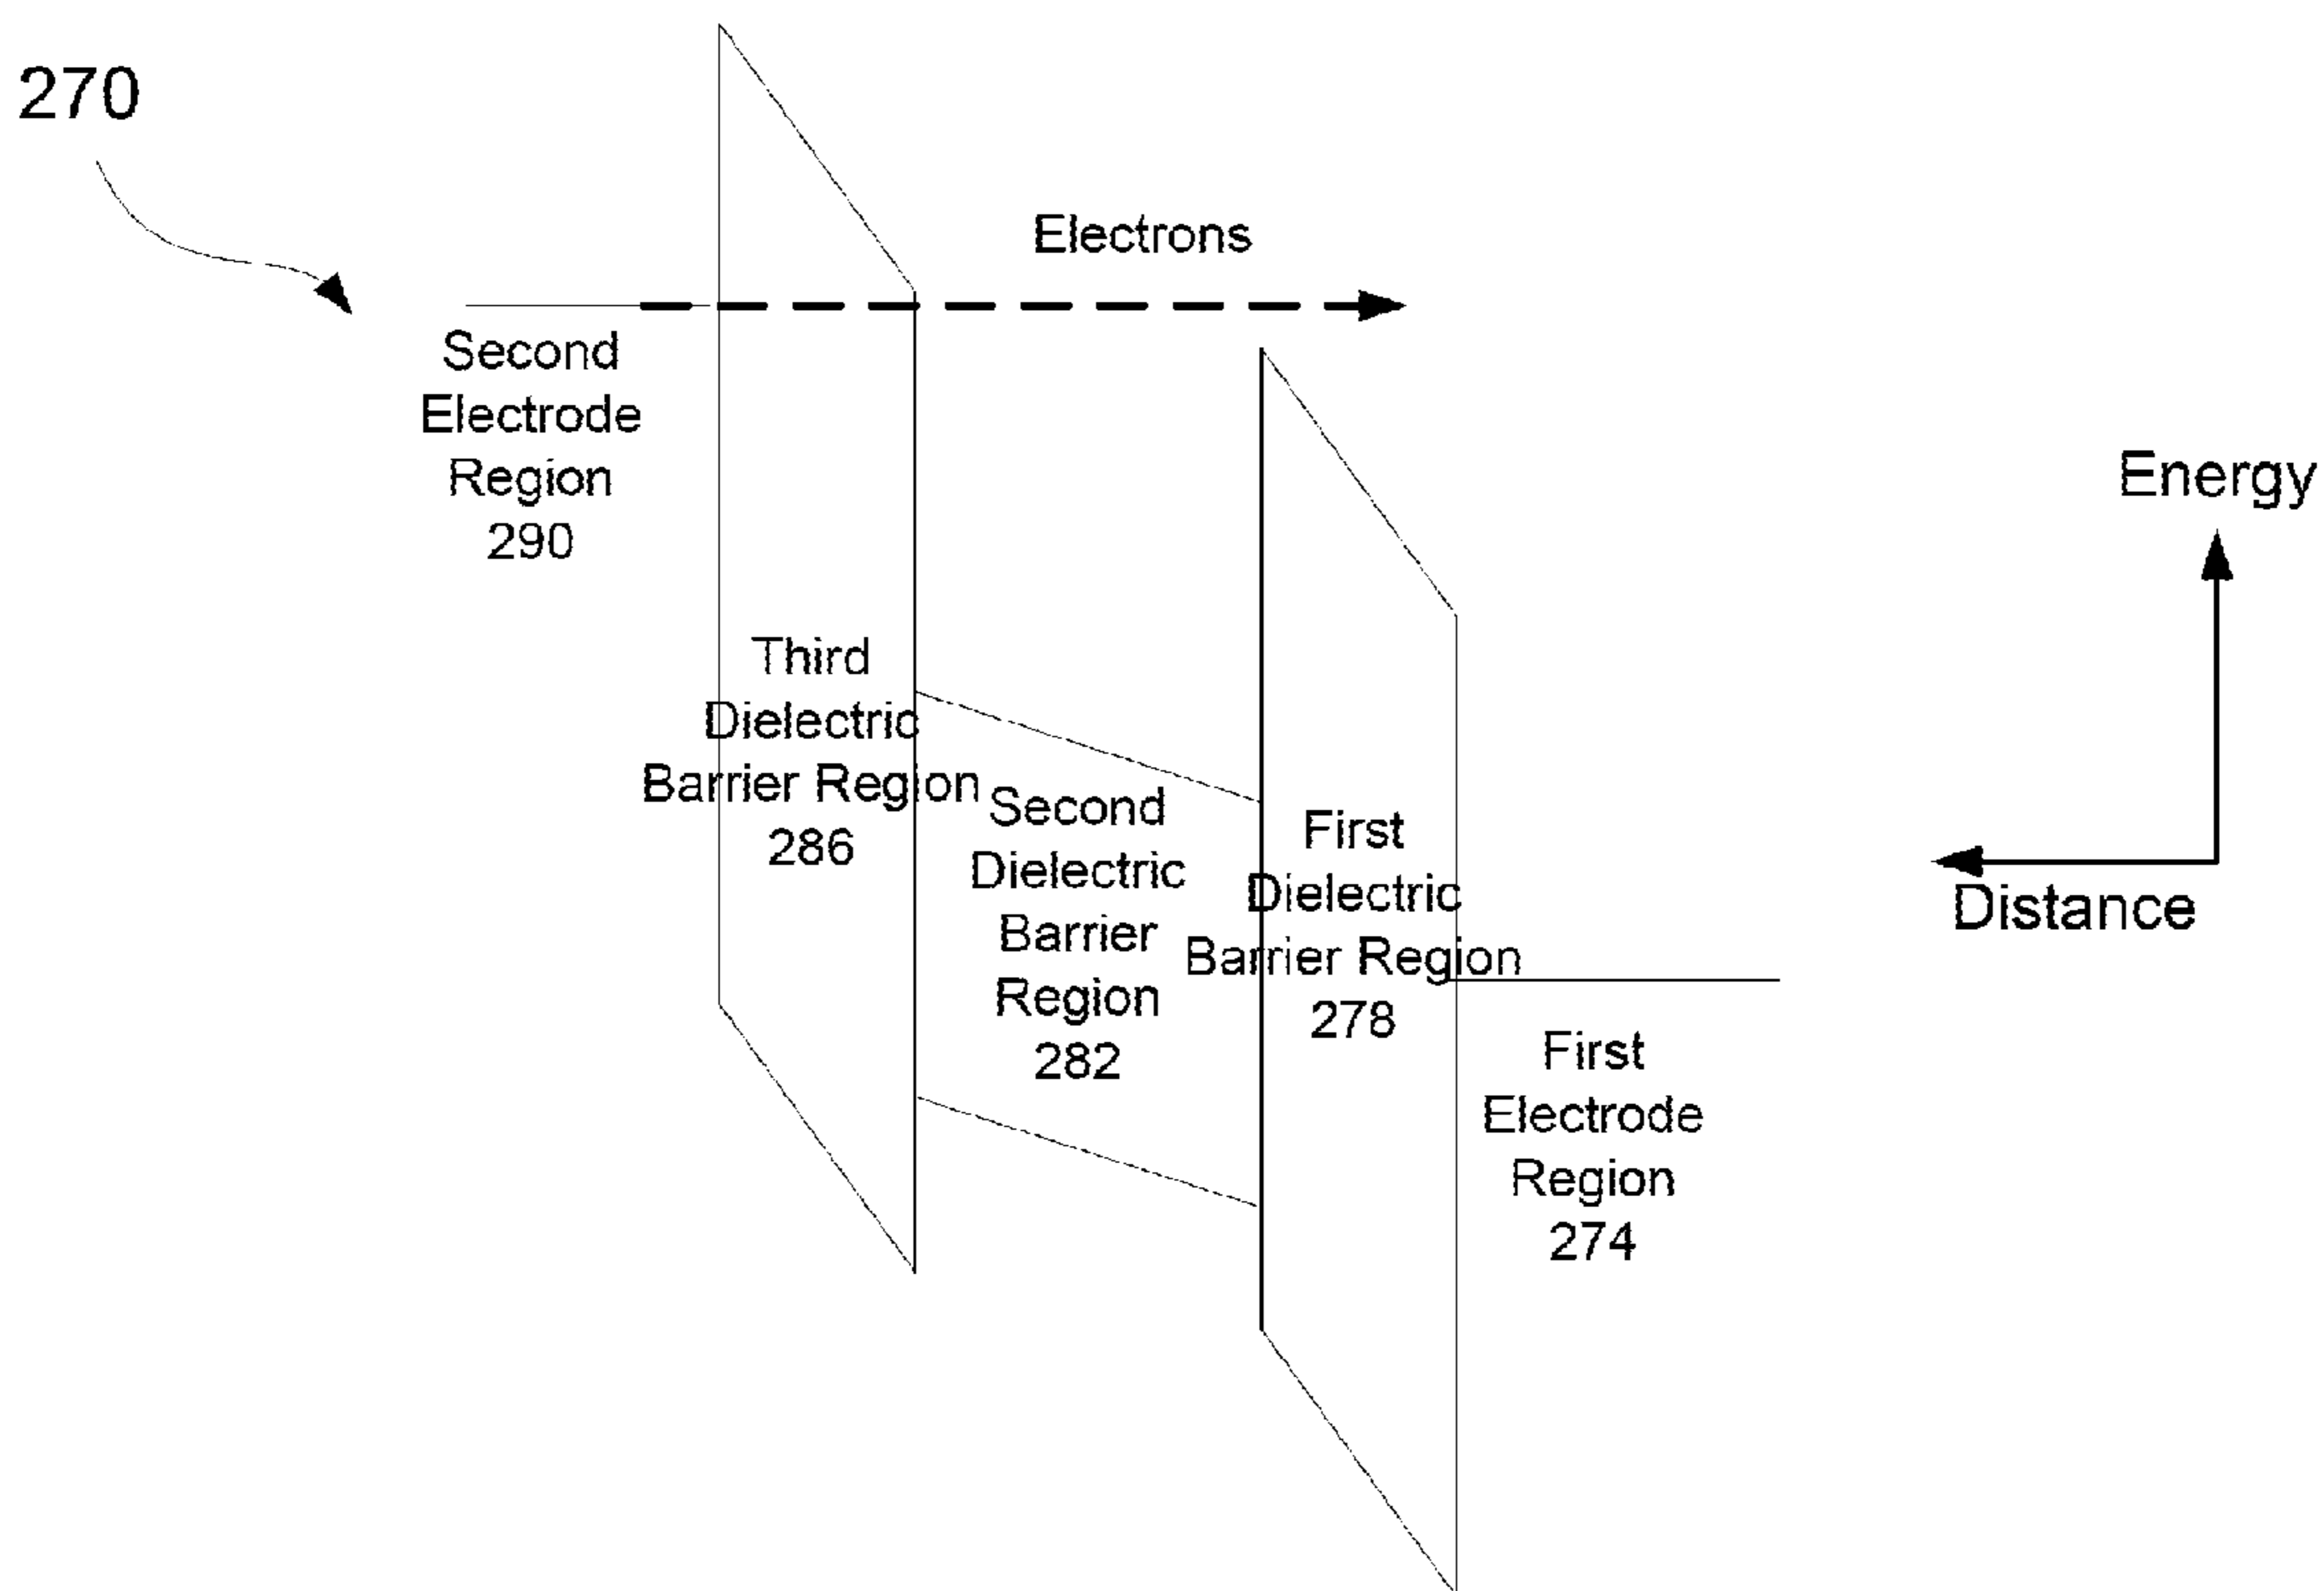 270
Electrons
Second
Electrode
Region
290
Energy
Third
Dielectric
Barrier Region
286
Second
Dielectric
Barrier
Region
282
First
Dielectric
Barrier Region
278
Distance
First
Electrode
Region
274